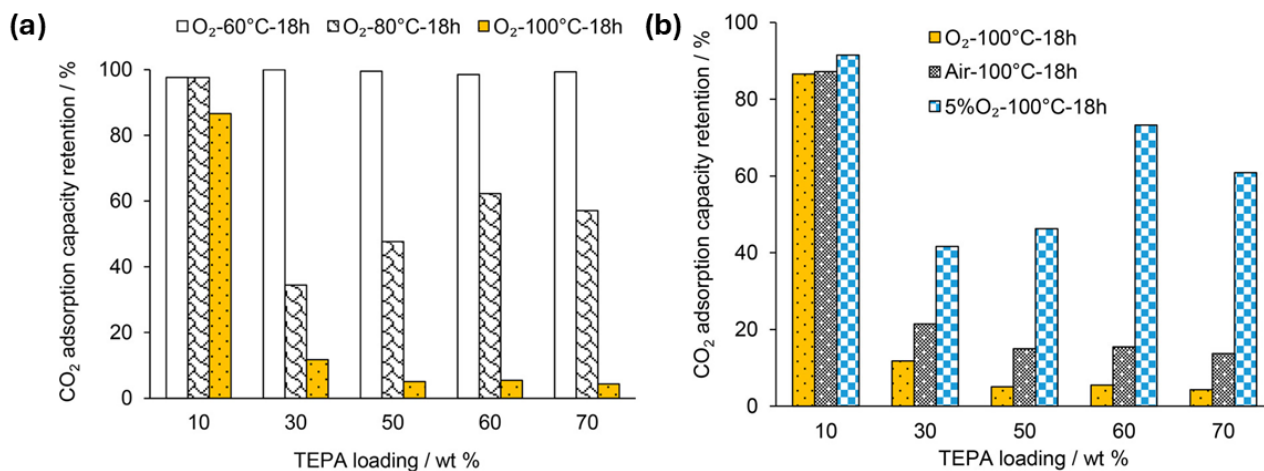 (a)
O₂-60°C-18h O₂-80°C-18h O₂-100°C-18h
CO₂ adsorption capacity retention / %
100
80
60
40
20
0
10 30 50 60 70
TEPA loading / wt %
(b)
O₂-100°C-18h
Air-100°C-18h
5%O₂-100°C-18h
CO₂ adsorption capacity retention / %
100
80
60
40
20
0
10 30 50 60 70
TEPA loading / wt %